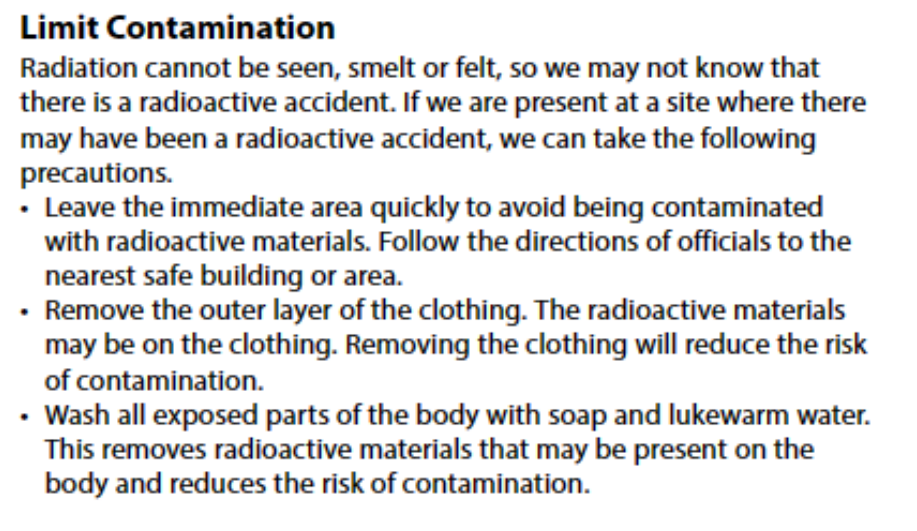 Limit Contamination
Radiation cannot be seen, smelt or felt, so we may not know that
there is a radioactive accident. If we are present at a site where there
may have been a radioactive accident, we can take the following
precautions.
• Leave the immediate area quickly to avoid being contaminated
with radioactive materials. Follow the directions of officials to the
nearest safe building or area.
• Remove the outer layer of the clothing. The radioactive materials
may be on the clothing. Removing the clothing will reduce the risk
of contamination.
• Wash all exposed parts of the body with soap and lukewarm water.
This removes radioactive materials that may be present on the
body and reduces the risk of contamination.